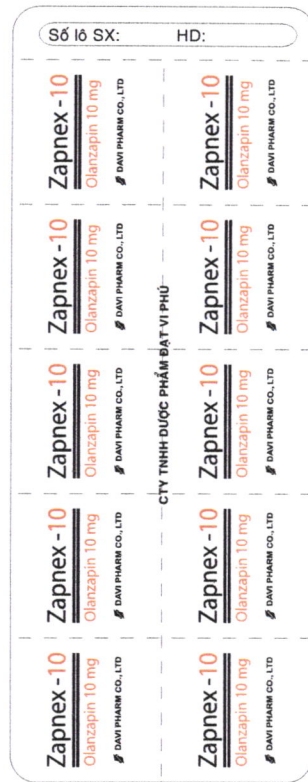 Số lô SX: HD:
Zapnex - 10
Olanzapin 10 mg
DAVI PHARM CO., LTD
Zapnex - 10
Olanzapin 10 mg
DAVI PHARM CO., LTD
Zapnex - 10
Olanzapin 10 mg
DAVI PHARM CO., LTD
Zapnex - 10
Olanzapin 10 mg
DAVI PHARM CO., LTD
Zapnex - 10
Olanzapin 10 mg
DAVI PHARM CO., LTD
CTY TNHH DƯỢC PHẨM ĐẠT VI PHÚ
Zapnex - 10
Olanzapin 10 mg
DAVI PHARM CO., LTD
Zapnex - 10
Olanzapin 10 mg
DAVI PHARM CO., LTD
Zapnex - 10
Olanzapin 10 mg
DAVI PHARM CO., LTD
Zapnex - 10
Olanzapin 10 mg
DAVI PHARM CO., LTD
Zapnex - 10
Olanzapin 10 mg
DAVI PHARM CO., LTD